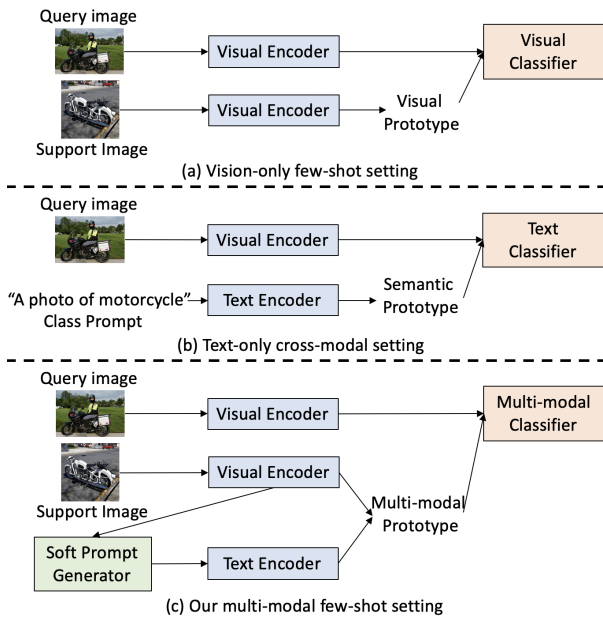 Query image
Visual Encoder
Visual
Classifier
Visual Encoder
Visual
Prototype
Support Image
(a) Vision-only few-shot setting
Query image
Visual Encoder
Text
Classifier
“A photo of motorcycle”
Class Prompt
Text Encoder
Semantic
Prototype
(b) Text-only cross-modal setting
Query image
Visual Encoder
Multi-modal
Classifier
Visual Encoder
Support Image
Multi-modal
Prototype
Soft Prompt
Generator
Text Encoder
(c) Our multi-modal few-shot setting